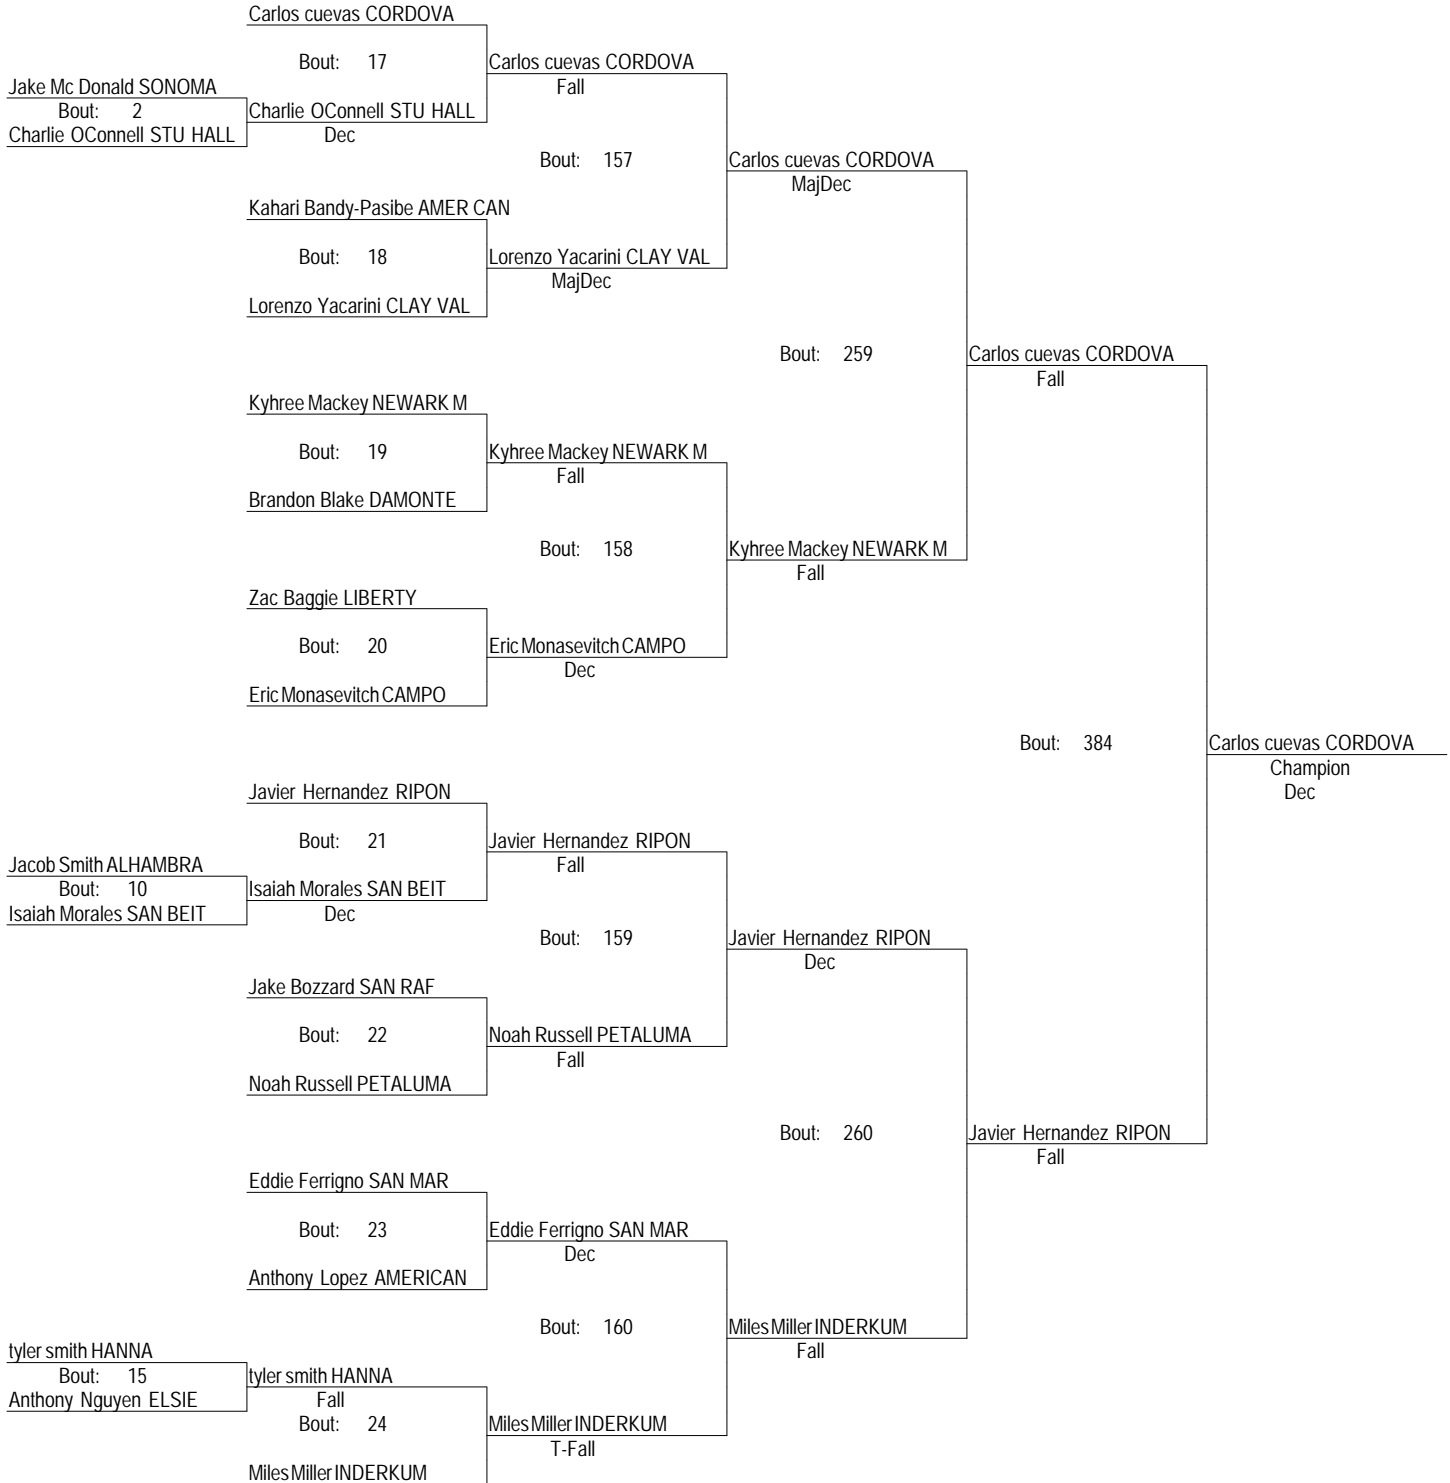 Carlos cuevas CORDOVA
Bout: 17
Carlos cuevas CORDOVA
Jake Mc Donald SONOMA
Fall
Bout: 2
Charlie OConnell STU HALL
Charlie OConnell STU HALL
Dec
Bout: 157
Carlos cuevas CORDOVA
MajDec
Kahari Bandy-Pasibe AMER CAN
Bout: 18
Lorenzo Yacarini CLAY VAL
MajDec
Lorenzo Yacarini CLAY VAL
Bout: 259
Carlos cuevas CORDOVA
Fall
Kyhree Mackey NEWARK M
Bout: 19
Kyhree Mackey NEWARK M
Fall
Brandon Blake DAMONTE
Bout: 158
Kyhree Mackey NEWARK M
Fall
Zac Baggie LIBERTY
Bout: 20
Eric Monasevitch CAMPO
Dec
Eric Monasevitch CAMPO
Bout: 384
Carlos cuevas CORDOVA
Champion
Dec
Javier Hernandez RIPON
Bout: 21
Javier Hernandez RIPON
Fall
Jacob Smith ALHAMBRA
Bout: 10
Isaiah Morales SAN BEIT
Isaiah Morales SAN BEIT
Dec
Bout: 159
Javier Hernandez RIPON
Dec
Jake Bozzard SAN RAF
Bout: 22
Noah Russell PETALUMA
Fall
Noah Russell PETALUMA
Bout: 260
Javier Hernandez RIPON
Fall
Eddie Ferrigno SAN MAR
Bout: 23
Eddie Ferrigno SAN MAR
Dec
Anthony Lopez AMERICAN
Bout: 160
Miles Miller INDERKUM
Fall
tyler smith HANNA
Bout: 15
tyler smith HANNA
Anthony Nguyen ELSIE
Fall
Bout: 24
Miles Miller INDERKUM
T-Fall
Miles Miller INDERKUM